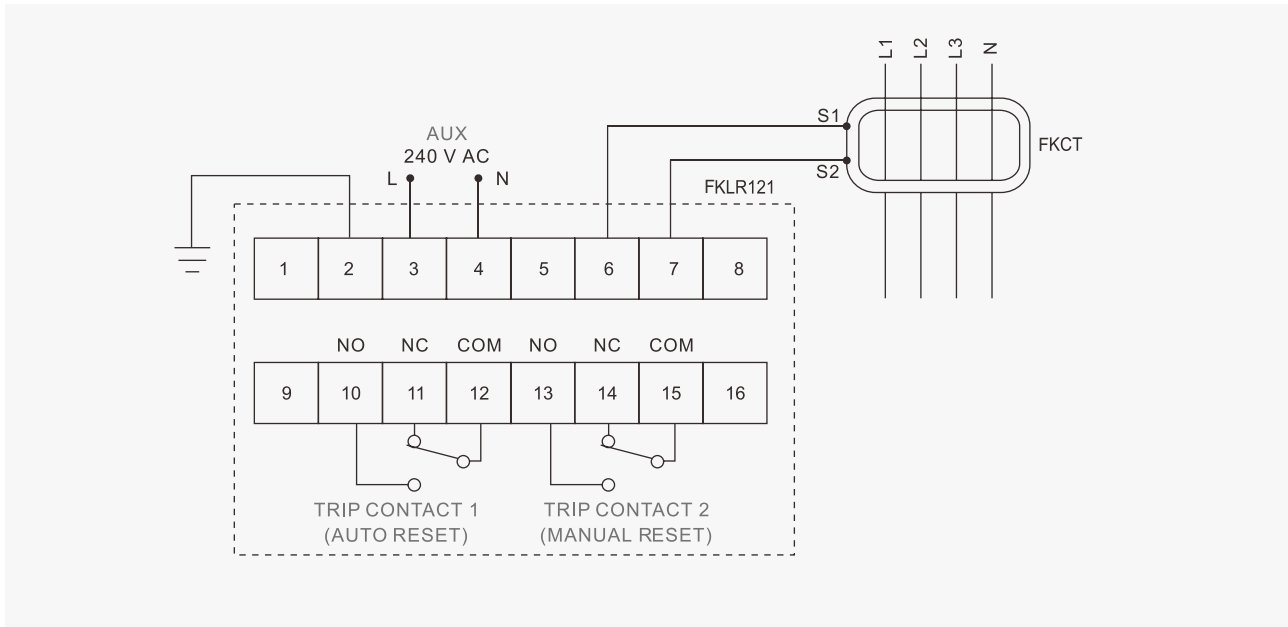 L1 L2 L3 N
S1
FKCT
S2
AUX
240 V AC
L N
FKLR121
1 2 3 4 5 6 7 8
NO NC COM NO NC COM
9 10 11 12 13 14 15 16
TRIP CONTACT 1
(AUTO RESET)
TRIP CONTACT 2
(MANUAL RESET)